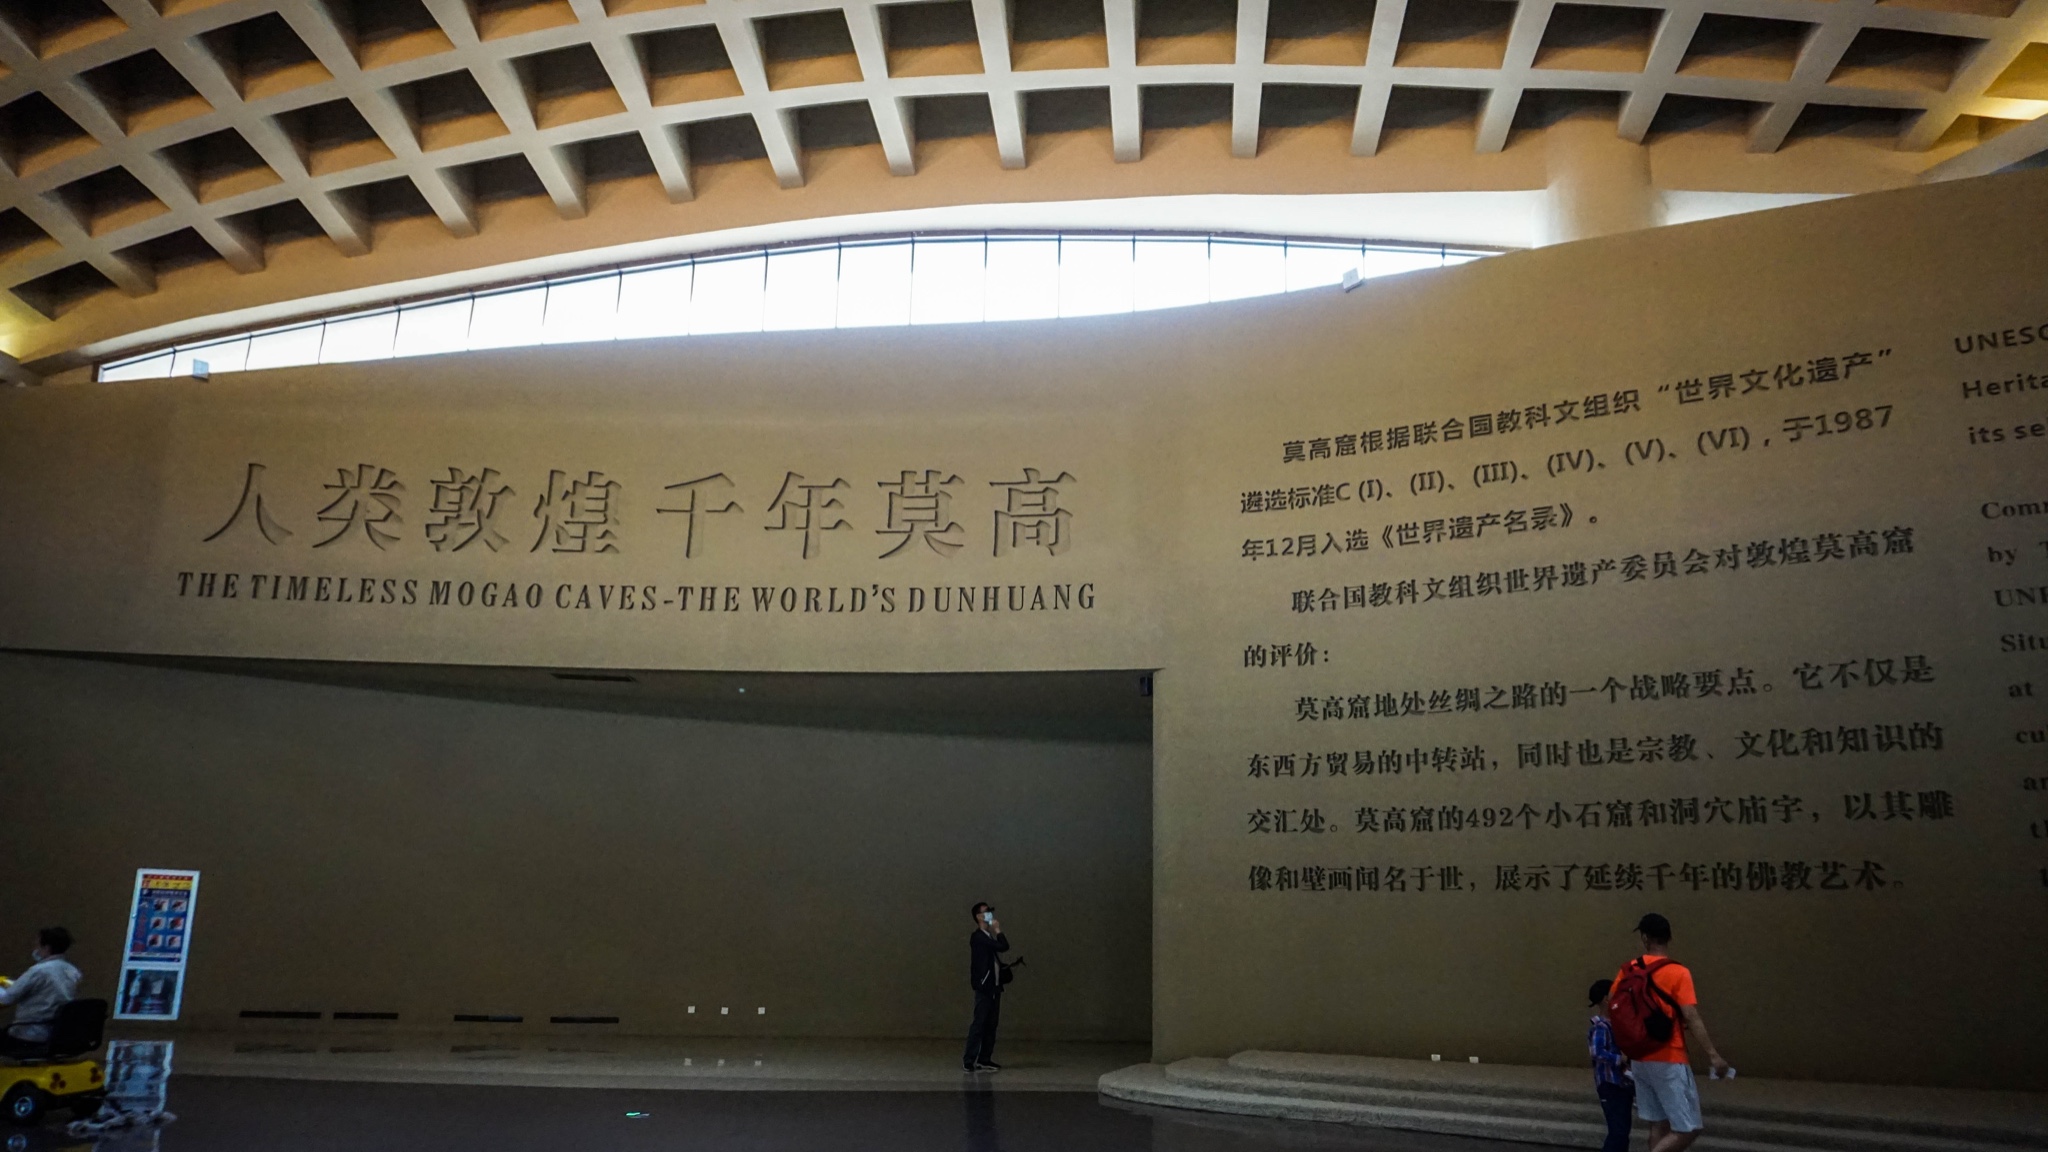 人类敦煌 千年莫高
THE TIMELESS MOGAO CAVES-THE WORLD'S DUNHUANG
莫高窟根据联合国教科文组织“世界文化遗产”
遴选标准C (I)、(II)、(III)、(IV)、(V)、(VI)，于1987
年12月入选《世界遗产名录》。
联合国教科文组织世界遗产委员会对敦煌莫高窟
的评价：
莫高窟地处丝绸之路的一个战略要点。它不仅是
东西方贸易的中转站，同时也是宗教、文化和知识的
交汇处。莫高窟的492个小石窟和洞穴庙宇，以其雕
像和壁画闻名于世，展示了延续千年的佛教艺术。
UNESC
Herita
its se
Comm
by T
UNE
Situ
at
cu
an